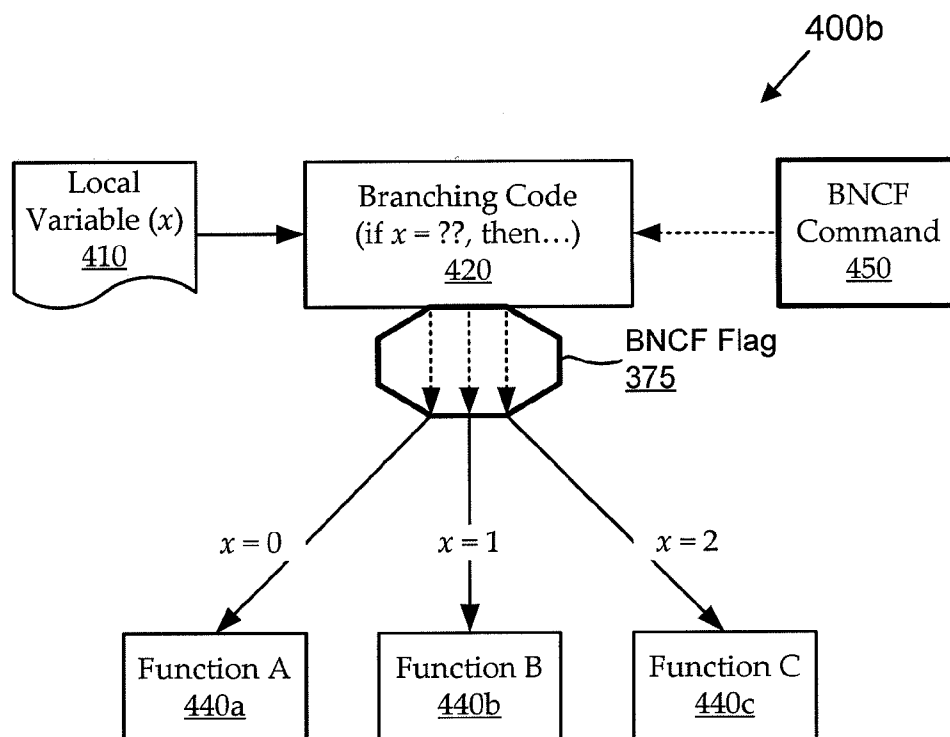 400b
Local
Variable (x)
410
Branching Code
(if x = ??, then…)
420
BNCF
Command
450
BNCF Flag
375
x = 0
x = 1
x = 2
Function A
440a
Function B
440b
Function C
440c